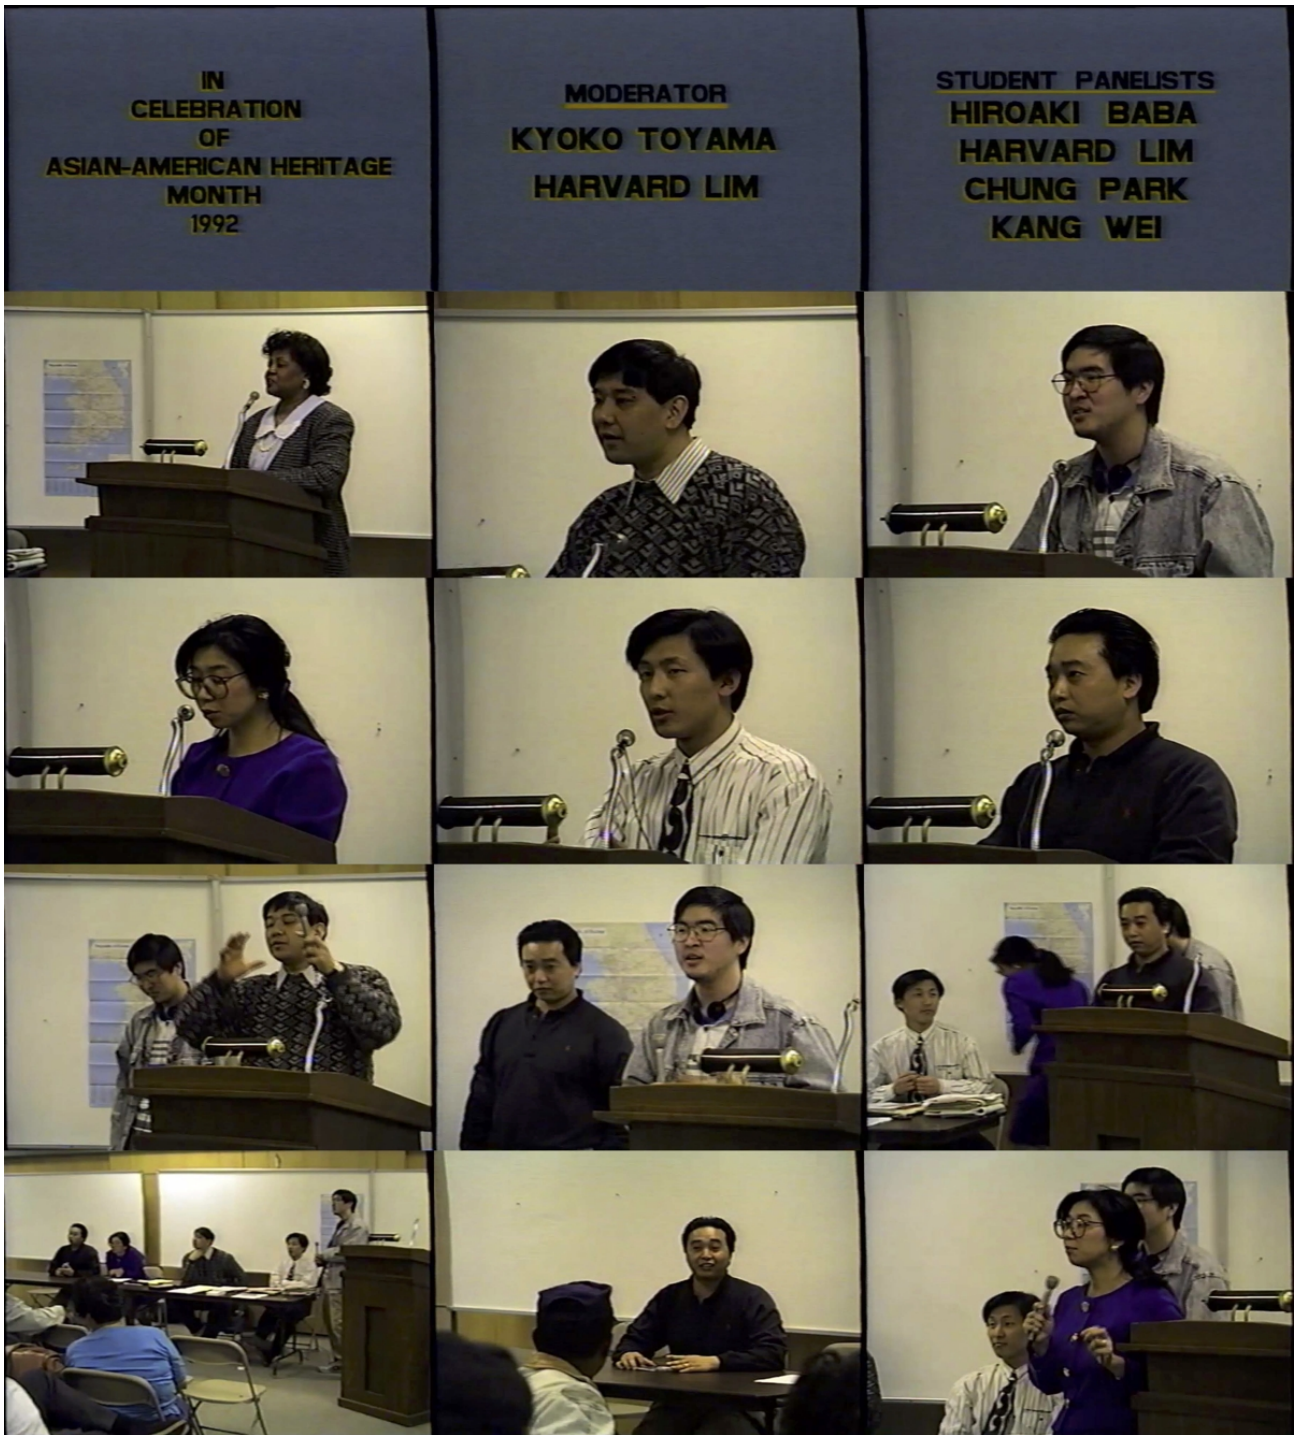 IN
CELEBRATION
OF
ASIAN-AMERICAN HERITAGE
MONTH
1992
MODERATOR
KYOKO TOYAMA
HARVARD LIM
STUDENT PANELISTS
HIROAKI BABA
HARVARD LIM
CHUNG PARK
KANG WEI